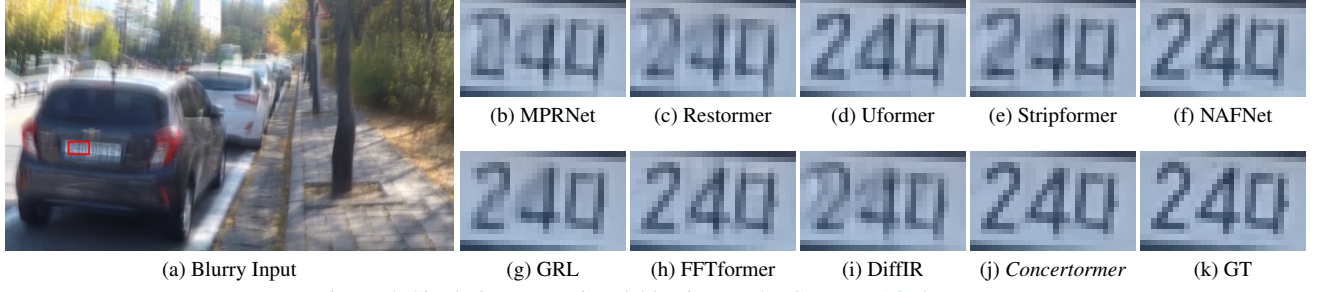 240 240 240 240 240
(b) MPRNet (c) Restormer (d) Uformer (e) Stripformer (f) NAFNet
240 240 240 240 240
(a) Blurry Input (g) GRL (h) FFTformer (i) DiffIR (j) Concertormer (k) GT